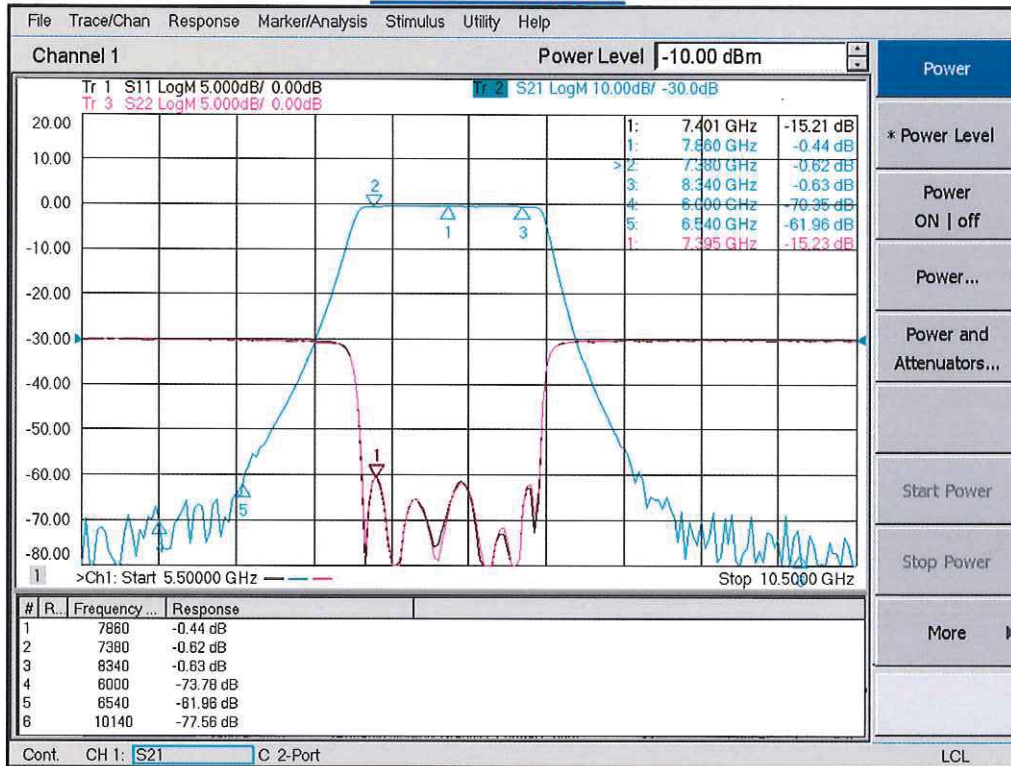 File Trace/Chan Response Marker/Analysis Stimulus Utility Help
Channel 1 Power Level -10.00 dBm
Tr 1 S11 LogM 5.000dB/ 0.00dB Tr 2 S21 LogM 10.00dB/ -30.0dB
Tr 3 S22 LogM 5.000dB/ 0.00dB
20.00
10.00
0.00
-10.00
-20.00
-30.00
-40.00
-50.00
-60.00
-70.00
-80.00
1: 7.401 GHz -15.21 dB
1: 7.860 GHz -0.44 dB
>2: 7.380 GHz -0.62 dB
3: 8.340 GHz -0.63 dB
4: 6.000 GHz -70.35 dB
5: 6.540 GHz -61.96 dB
1: 7.395 GHz -15.23 dB
2
1
3
1
5
1 >Ch1: Start 5.50000 GHz Stop 10.5000 GHz
# R... Frequency ... Response
1 7860 -0.44 dB
2 7380 -0.62 dB
3 8340 -0.63 dB
4 6000 -73.78 dB
5 6540 -61.96 dB
6 10140 -77.56 dB
Cont. CH 1: S21 C 2-Port LCL
Power
* Power Level
Power
ON | off
Power...
Power and
Attenuators...
Start Power
Stop Power
More